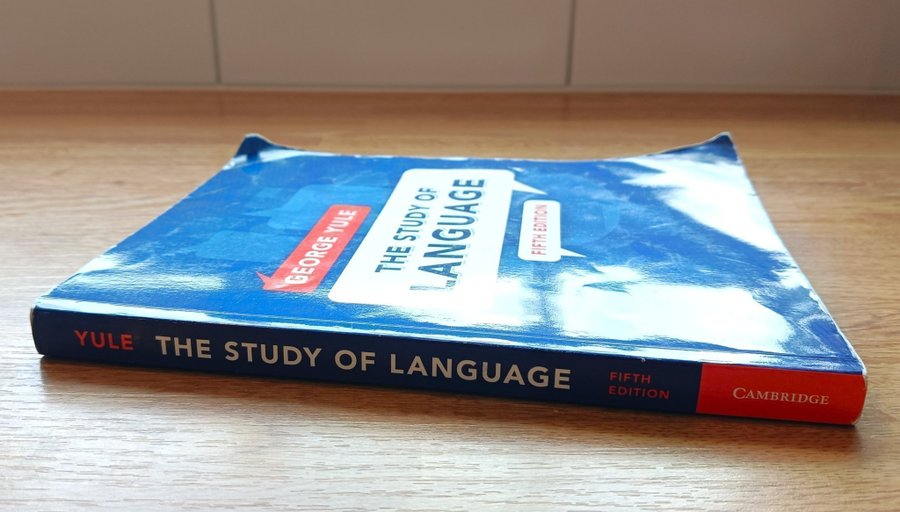 GEORGE YULE
THE STUDY OF
LANGUAGE
FIFTH EDITION
YULE THE STUDY OF LANGUAGE
FIFTH
EDITION
CAMBRIDGE